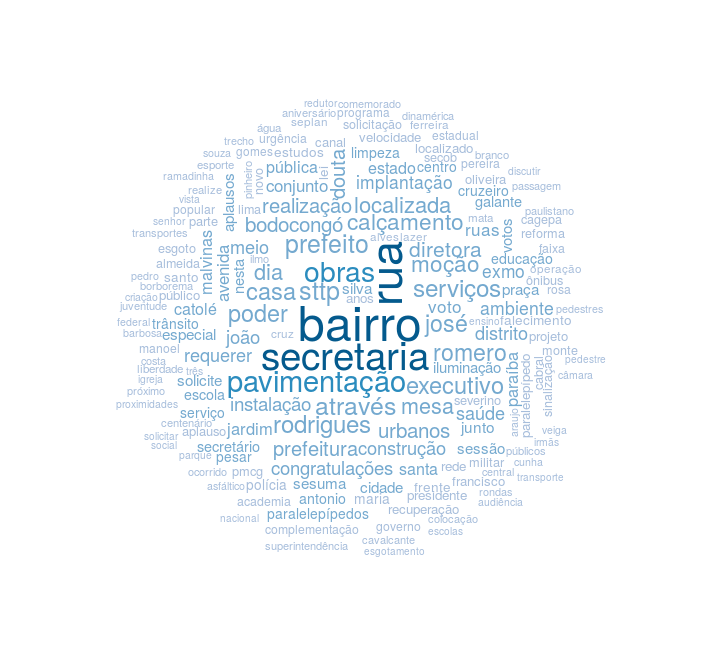 redutor comemorado
aniversário programa dinamérica
água seplan solicitação ferreira
trecho urgência canal velocidade estadual
souza gomes estudos limpeza localizado branco
esporte pública lei douta estado centro secob pereira discutir
ramadinha pinheiro novo conjunto implantação oliveira passagem
realize cruzeiro
vista aplausos realização localizada galante
popular lima paulistano
senhor parte bodocongó calçamento mata cagepa
transportes malvinas prefeito alves lazer ruas votos reforma
esgoto avenida meio rua diretora faixa
almeida nesta limo dia moção educação
pedro santo exmo operação
borborema casa sttp silva serviços praça ônibus rosa
criação público anos
juventude catolé poder bairro voto ambiente pedestres
federal trânsito josé ensino falecimento
barbosa especial joão cruz distrito projeto
manoel requerer secretaria romero monte
costa pedestre
liberdade três iluminação paraíba cabral
igreja solicite pavimentação executivo câmara
próximo escola severino paralelepípedo sinalização
proximidades instalação através mesa
serviço saúde araujo
centenário rodrigues
solicitar aplauso jardim urbanos junto veiga
social secretário prefeitura construção sessão irmãs
parque pesar públicos
ocorrido pmcg congratulações santa rede militar cunha
central transporte
asfáltico polícia sesuma cidade frente francisco
academia antonio maria presidente rondas
audiência
nacional paralelepípedos recuperação colocação
complementação governo escolas
superintendência cavalcante
esgotamento